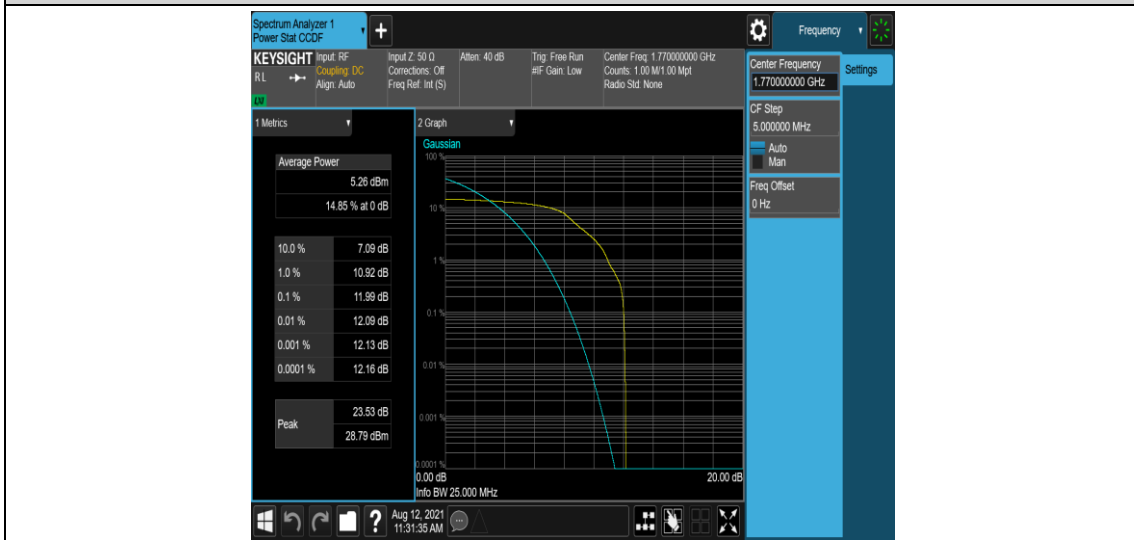 Spectrum Analyzer 1
Power Stat CCDF
Frequency
KEYSIGHT
RL
Input: RF
Coupling: DC
Align: Auto
Input Z: 50 Ω
Corrections: Off
Freq Ref: Int (S)
Atten: 40 dB
Trig: Free Run
#IF Gain: Low
Center Freq: 1.770000000 GHz
Counts: 1.00 M/1.00 Mpt
Radio Std: None
Center Frequency
1.770000000 GHz
Settings
CF Step
5.000000 MHz
Auto
Man
Freq Offset
0 Hz
1 Metrics
Average Power
5.26 dBm
14.85 % at 0 dB
10.0 % 7.09 dB
1.0 % 10.92 dB
0.1 % 11.99 dB
0.01 % 12.09 dB
0.001 % 12.13 dB
0.0001 % 12.16 dB
Peak
23.53 dB
28.79 dBm
2 Graph
Gaussian
100 %
10 %
1 %
0.1 %
0.01 %
0.001 %
0.0001 %
0.00 dB 20.00 dB
Info BW 25.000 MHz
?
Aug 12, 2021
11:31:35 AM